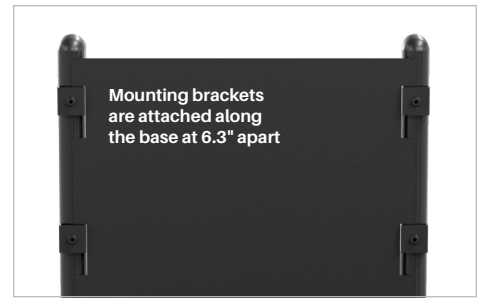 Mounting brackets
are attached along
the base at 6.3" apart